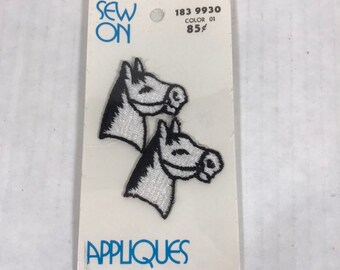 SEW
ON
183 9930
COLOR 01
85¢
APPLIQUES